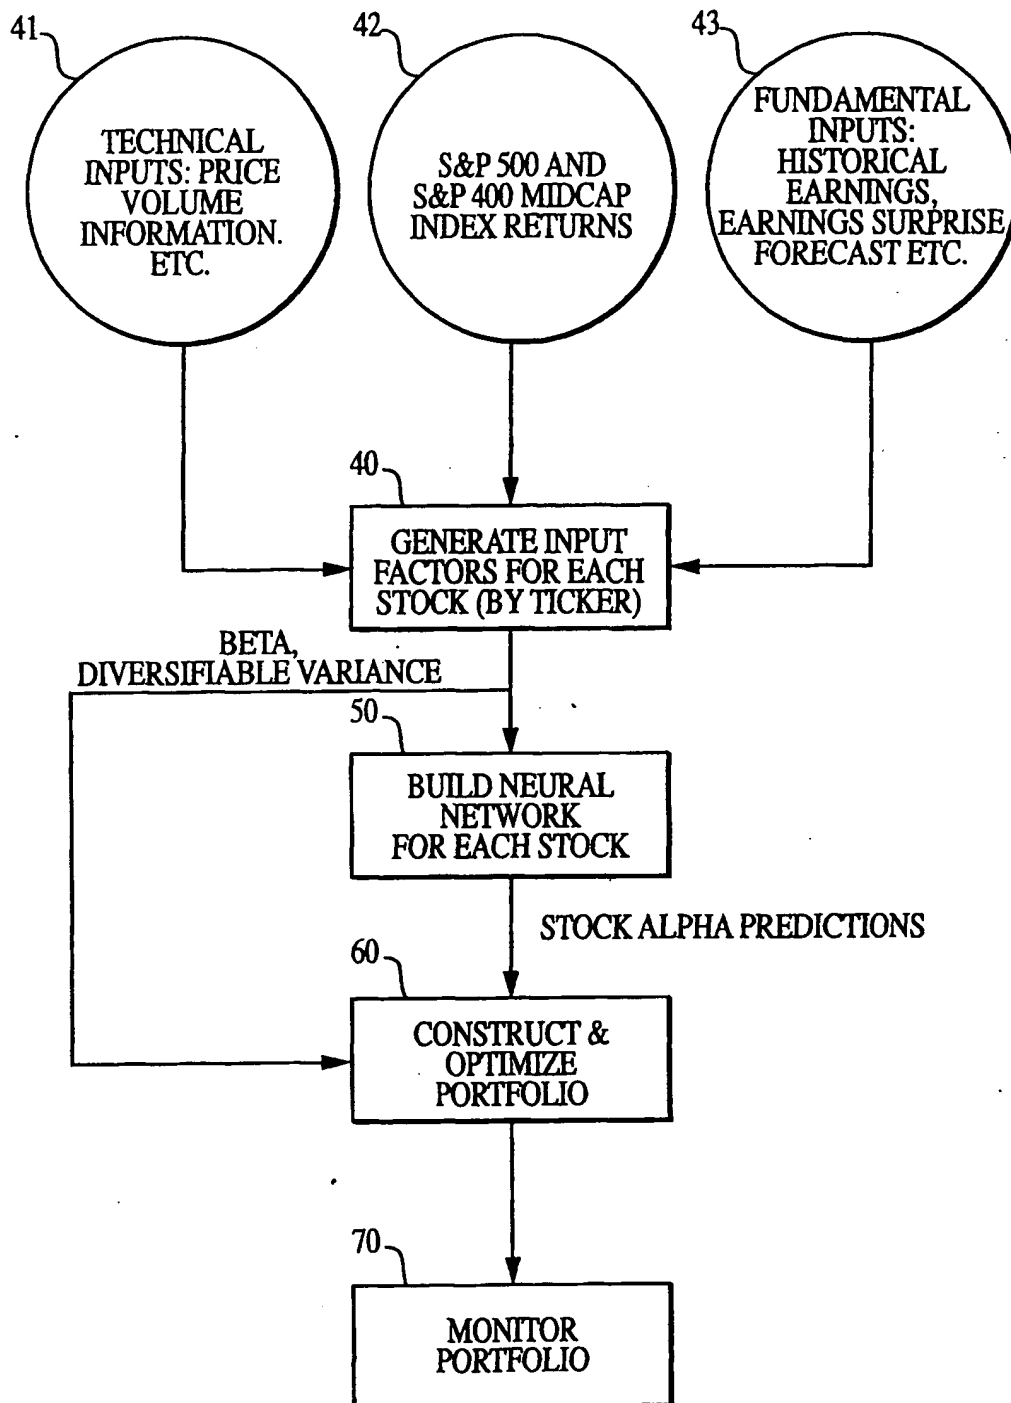 41
TECHNICAL
INPUTS: PRICE
VOLUME
INFORMATION.
ETC.
42
S&P 500 AND
S&P 400 MIDCAP
INDEX RETURNS
43
FUNDAMENTAL
INPUTS:
HISTORICAL
EARNINGS,
EARNINGS SURPRISE
FORECAST ETC.
40
GENERATE INPUT
FACTORS FOR EACH
STOCK (BY TICKER)
BETA,
DIVERSIFIABLE VARIANCE
50
BUILD NEURAL
NETWORK
FOR EACH STOCK
STOCK ALPHA PREDICTIONS
60
CONSTRUCT &
OPTIMIZE
PORTFOLIO
70
MONITOR
PORTFOLIO